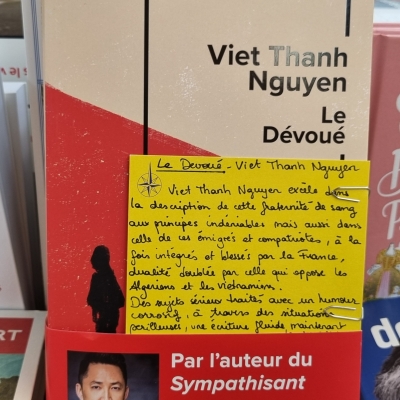 Viet Thanh
Nguyen
Le
Dévoué
Le Dévoué - Viet Thanh Nguyen
Viet Thanh Nguyen excelle dans
la description de cette fraternité de sang
aux principes indéniables mais aussi dans
celle de ces émigrés et compatriotes, à la
fois intégrés et blessés par la France,
dualité doublée par celle qui oppose les
Algériens et les Vietnamiens.
Des sujets sérieux traités avec un humour
corrosif, à travers des situations
périlleuses, une écriture fluide maintenant
Par l'auteur du
Sympathisant